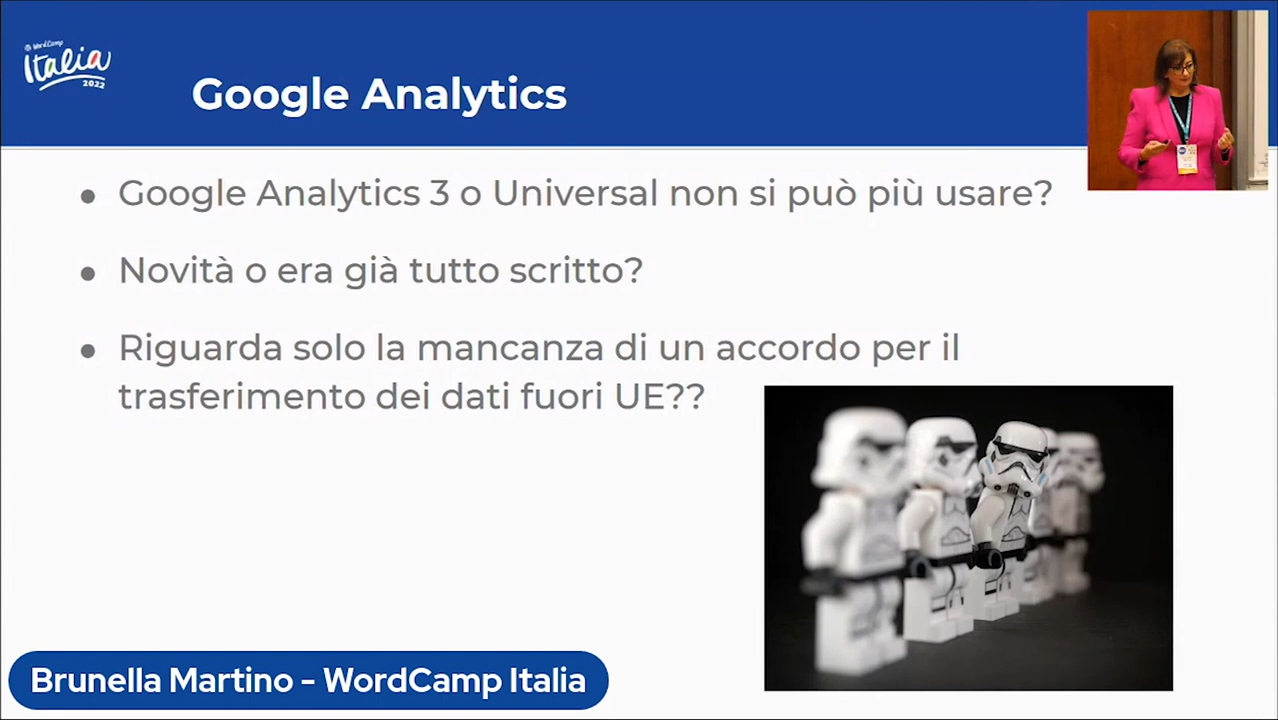 WordCamp
Italia
2022
Google Analytics
● Google Analytics 3 o Universal non si può più usare?
● Novità o era già tutto scritto?
● Riguarda solo la mancanza di un accordo per il
trasferimento dei dati fuori UE??
Brunella Martino - WordCamp Italia